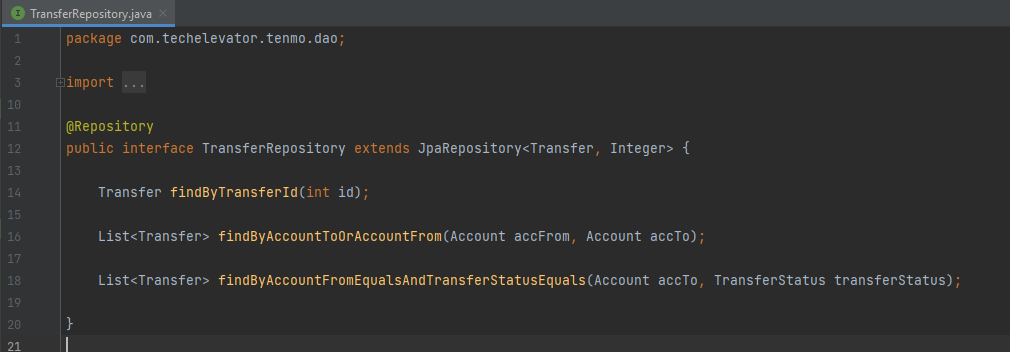 TransferRepository.java
1 package com.techelevator.tenmo.dao;
2
3 import ...
10
11 @Repository
12 public interface TransferRepository extends JpaRepository<Transfer, Integer> {
13
14 Transfer findByTransferId(int id);
15
16 List<Transfer> findByAccountToOrAccountFrom(Account accFrom, Account accTo);
17
18 List<Transfer> findByAccountFromEqualsAndTransferStatusEquals(Account accTo, TransferStatus transferStatus);
19
20 }
21